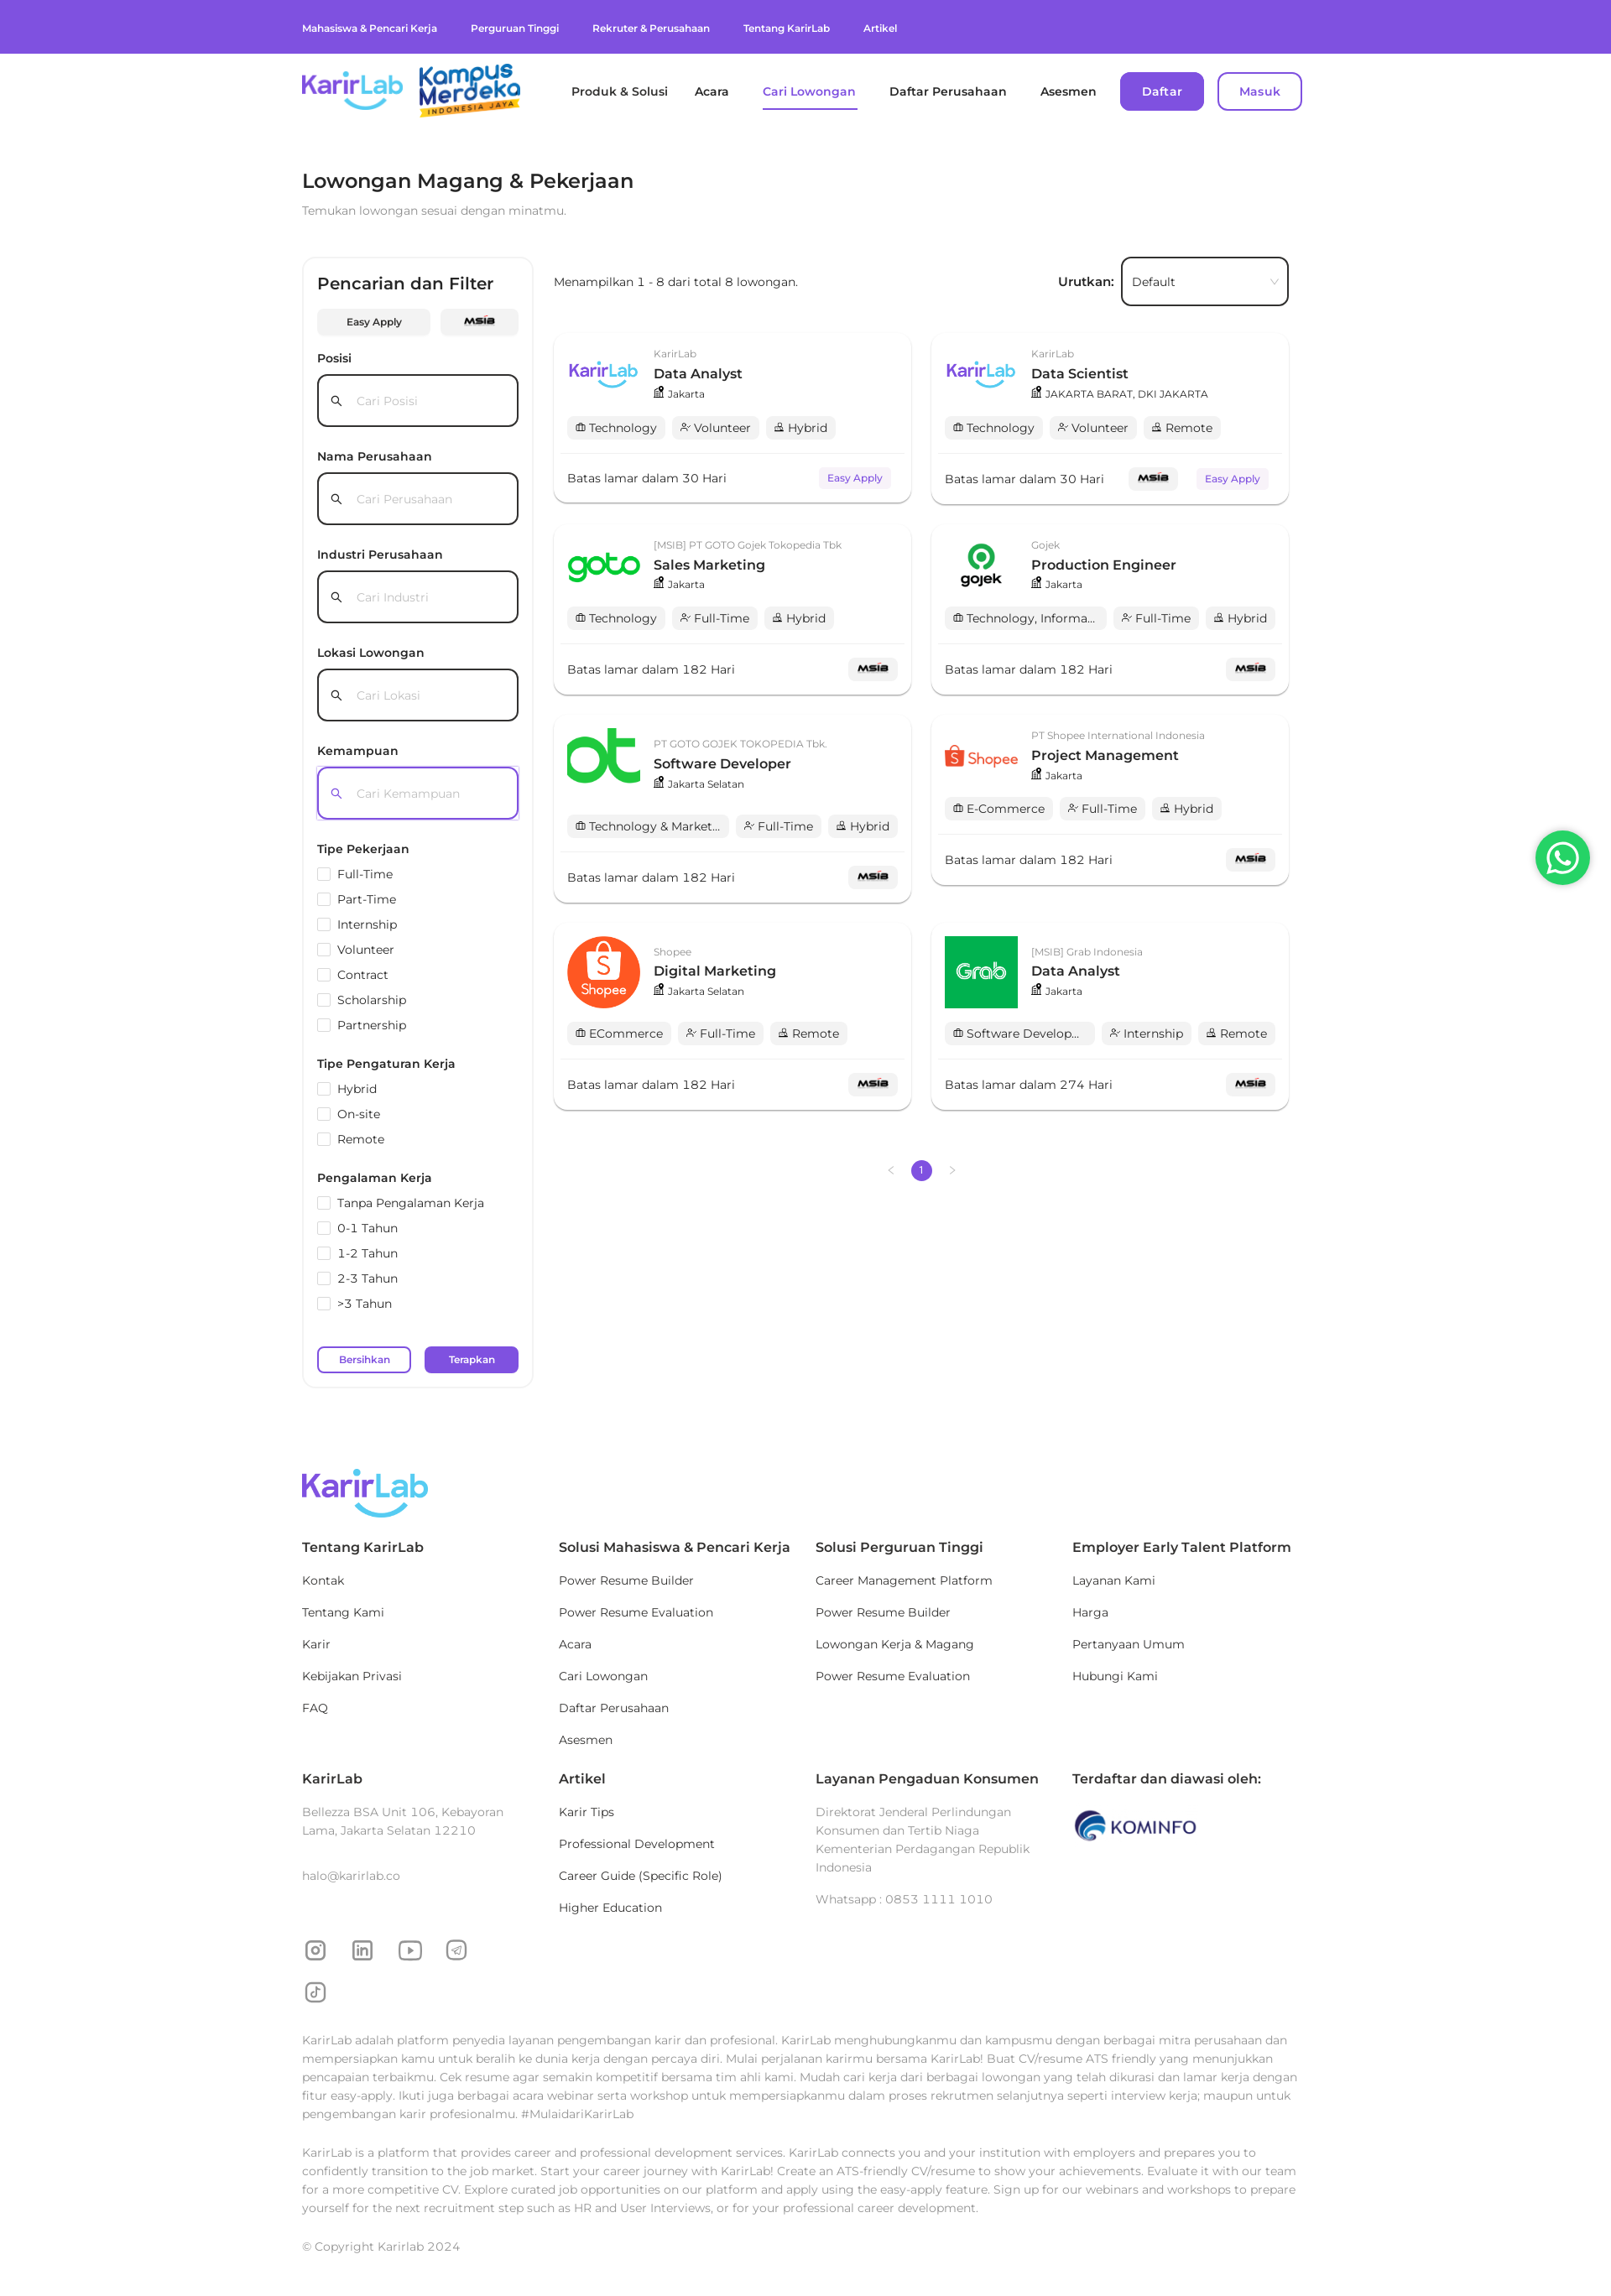 Mahasiswa & Pencari Kerja
Perguruan Tinggi
Rekruter & Perusahaan
Tentang KarirLab
Artikel
KarirLab
Kampus
Merdeka
INDONESIA JAYA
Produk & Solusi
Acara
Cari Lowongan
Daftar Perusahaan
Asesmen
Daftar
Masuk
Lowongan Magang & Pekerjaan
Temukan lowongan sesuai dengan minatmu.
Pencarian dan Filter
Easy Apply
MSIB
Posisi
Cari Posisi
Nama Perusahaan
Cari Perusahaan
Industri Perusahaan
Cari Industri
Lokasi Lowongan
Cari Lokasi
Kemampuan
Cari Kemampuan
Tipe Pekerjaan
Full-Time
Part-Time
Internship
Volunteer
Contract
Scholarship
Partnership
Tipe Pengaturan Kerja
Hybrid
On-site
Remote
Pengalaman Kerja
Tanpa Pengalaman Kerja
0-1 Tahun
1-2 Tahun
2-3 Tahun
>3 Tahun
Bersihkan
Terapkan
Menampilkan 1 - 8 dari total 8 lowongan.
Urutkan:
Default
KarirLab
KarirLab
Data Analyst
Jakarta
Technology
Volunteer
Hybrid
Batas lamar dalam 30 Hari
Easy Apply
KarirLab
KarirLab
Data Scientist
JAKARTA BARAT, DKI JAKARTA
Technology
Volunteer
Remote
Batas lamar dalam 30 Hari
MSIB
Easy Apply
goto
[MSIB] PT GOTO Gojek Tokopedia Tbk
Sales Marketing
Jakarta
Technology
Full-Time
Hybrid
Batas lamar dalam 182 Hari
MSIB
gojek
Gojek
Production Engineer
Jakarta
Technology, Informa...
Full-Time
Hybrid
Batas lamar dalam 182 Hari
MSIB
ot
PT GOTO GOJEK TOKOPEDIA Tbk.
Software Developer
Jakarta Selatan
Technology & Market...
Full-Time
Hybrid
Batas lamar dalam 182 Hari
MSIB
Shopee
PT Shopee International Indonesia
Project Management
Jakarta
E-Commerce
Full-Time
Hybrid
Batas lamar dalam 182 Hari
MSIB
Shopee
Shopee
Digital Marketing
Jakarta Selatan
ECommerce
Full-Time
Remote
Batas lamar dalam 182 Hari
MSIB
Grab
[MSIB] Grab Indonesia
Data Analyst
Jakarta
Software Develop...
Internship
Remote
Batas lamar dalam 274 Hari
MSIB
1
KarirLab
Tentang KarirLab
Kontak
Tentang Kami
Karir
Kebijakan Privasi
FAQ
Solusi Mahasiswa & Pencari Kerja
Power Resume Builder
Power Resume Evaluation
Acara
Cari Lowongan
Daftar Perusahaan
Asesmen
Solusi Perguruan Tinggi
Career Management Platform
Power Resume Builder
Lowongan Kerja & Magang
Power Resume Evaluation
Employer Early Talent Platform
Layanan Kami
Harga
Pertanyaan Umum
Hubungi Kami
KarirLab
Bellezza BSA Unit 106, Kebayoran
Lama, Jakarta Selatan 12210
halo@karirlab.co
Artikel
Karir Tips
Professional Development
Career Guide (Specific Role)
Higher Education
Layanan Pengaduan Konsumen
Direktorat Jenderal Perlindungan
Konsumen dan Tertib Niaga
Kementerian Perdagangan Republik
Indonesia
Whatsapp : 0853 1111 1010
Terdaftar dan diawasi oleh:
KOMINFO
KarirLab adalah platform penyedia layanan pengembangan karir dan profesional. KarirLab menghubungkanmu dan kampusmu dengan berbagai mitra perusahaan dan
mempersiapkan kamu untuk beralih ke dunia kerja dengan percaya diri. Mulai perjalanan karirmu bersama KarirLab! Buat CV/resume ATS friendly yang menunjukkan
pencapaian terbaikmu. Cek resume agar semakin kompetitif bersama tim ahli kami. Mudah cari kerja dari berbagai lowongan yang telah dikurasi dan lamar kerja dengan
fitur easy-apply. Ikuti juga berbagai acara webinar serta workshop untuk mempersiapkanmu dalam proses rekrutmen selanjutnya seperti interview kerja; maupun untuk
pengembangan karir profesionalmu. #MulaidariKarirLab
KarirLab is a platform that provides career and professional development services. KarirLab connects you and your institution with employers and prepares you to
confidently transition to the job market. Start your career journey with KarirLab! Create an ATS-friendly CV/resume to show your achievements. Evaluate it with our team
for a more competitive CV. Explore curated job opportunities on our platform and apply using the easy-apply feature. Sign up for our webinars and workshops to prepare
yourself for the next recruitment step such as HR and User Interviews, or for your professional career development.
© Copyright Karirlab 2024